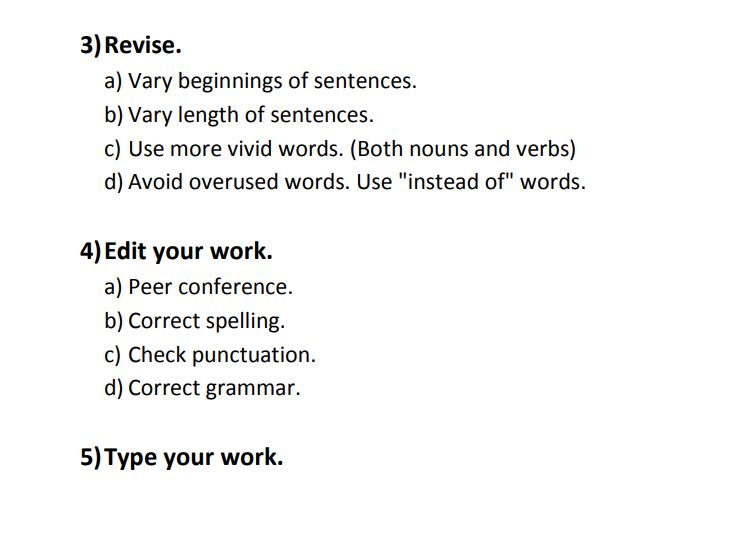 3) Revise.
a) Vary beginnings of sentences.
b) Vary length of sentences.
c) Use more vivid words. (Both nouns and verbs)
d) Avoid overused words. Use "instead of" words.
4) Edit your work.
a) Peer conference.
b) Correct spelling.
c) Check punctuation.
d) Correct grammar.
5) Type your work.